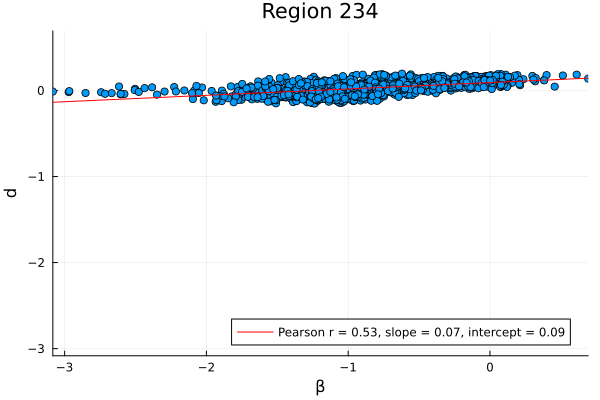 Region 234
0
−1
−2
−3
d
Pearson r = 0.53, slope = 0.07, intercept = 0.09
−3
−2
−1
0
β